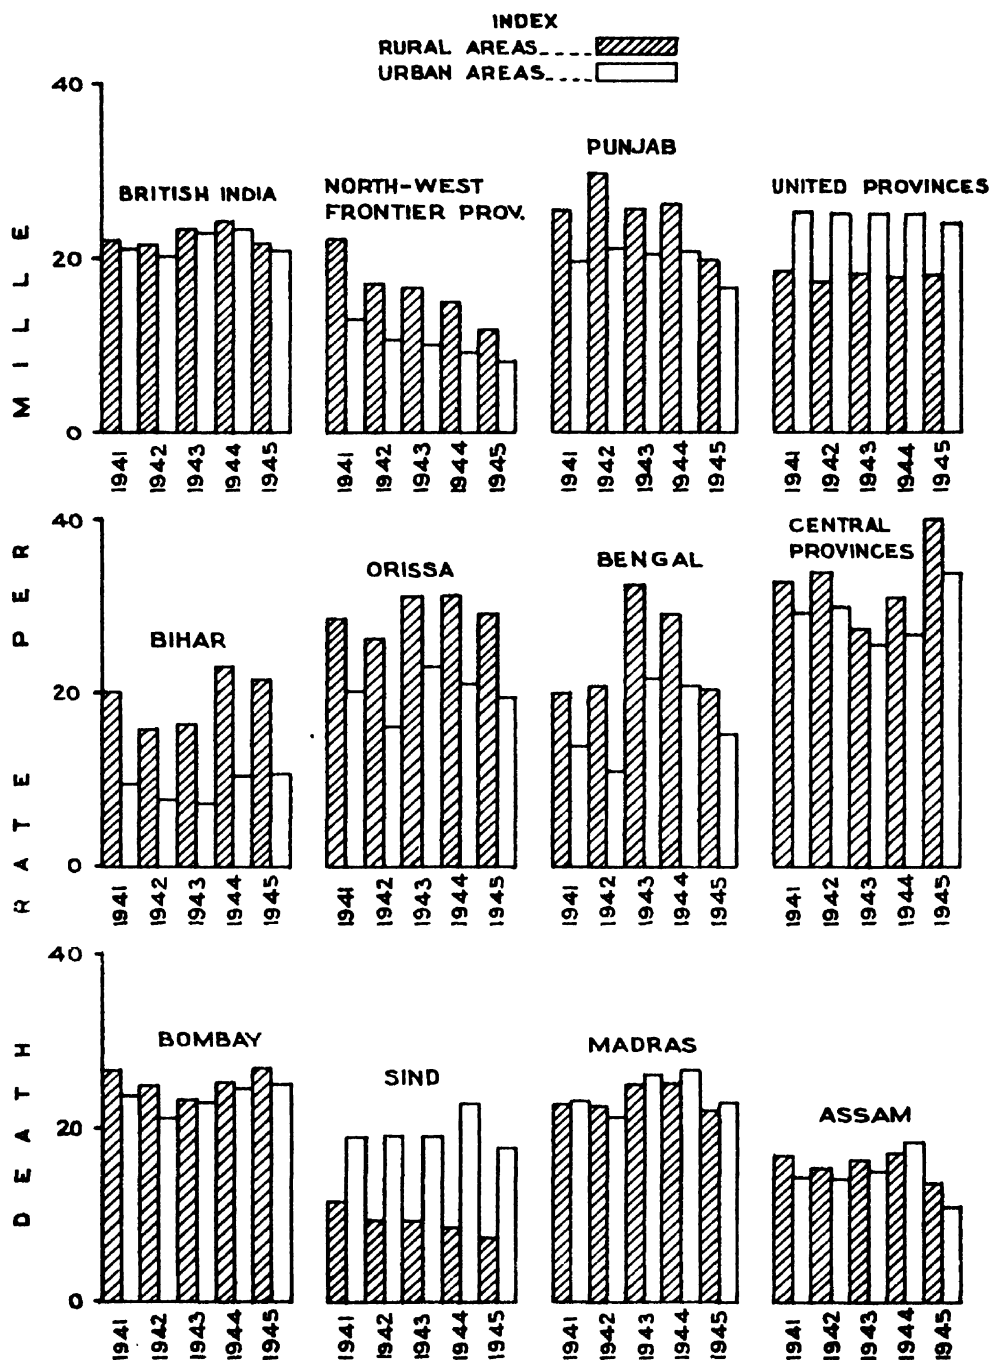 INDEX
RURAL AREAS----
URBAN AREAS----
DEATH RATE PER MILLE
40
20
0
BRITISH INDIA
1941 1942 1943 1944 1945
NORTH-WEST
FRONTIER PROV.
1941 1942 1943 1944 1945
PUNJAB
1941 1942 1943 1944 1945
UNITED PROVINCES
1941 1942 1943 1944 1945
40
20
0
BIHAR
1941 1942 1943 1944 1945
ORISSA
1941 1942 1943 1944 1945
BENGAL
1941 1942 1943 1944 1945
CENTRAL
PROVINCES
1941 1942 1943 1944 1945
40
20
0
BOMBAY
1941 1942 1943 1944 1945
SIND
1941 1942 1943 1944 1945
MADRAS
1941 1942 1943 1944 1945
ASSAM
1941 1942 1943 1944 1945